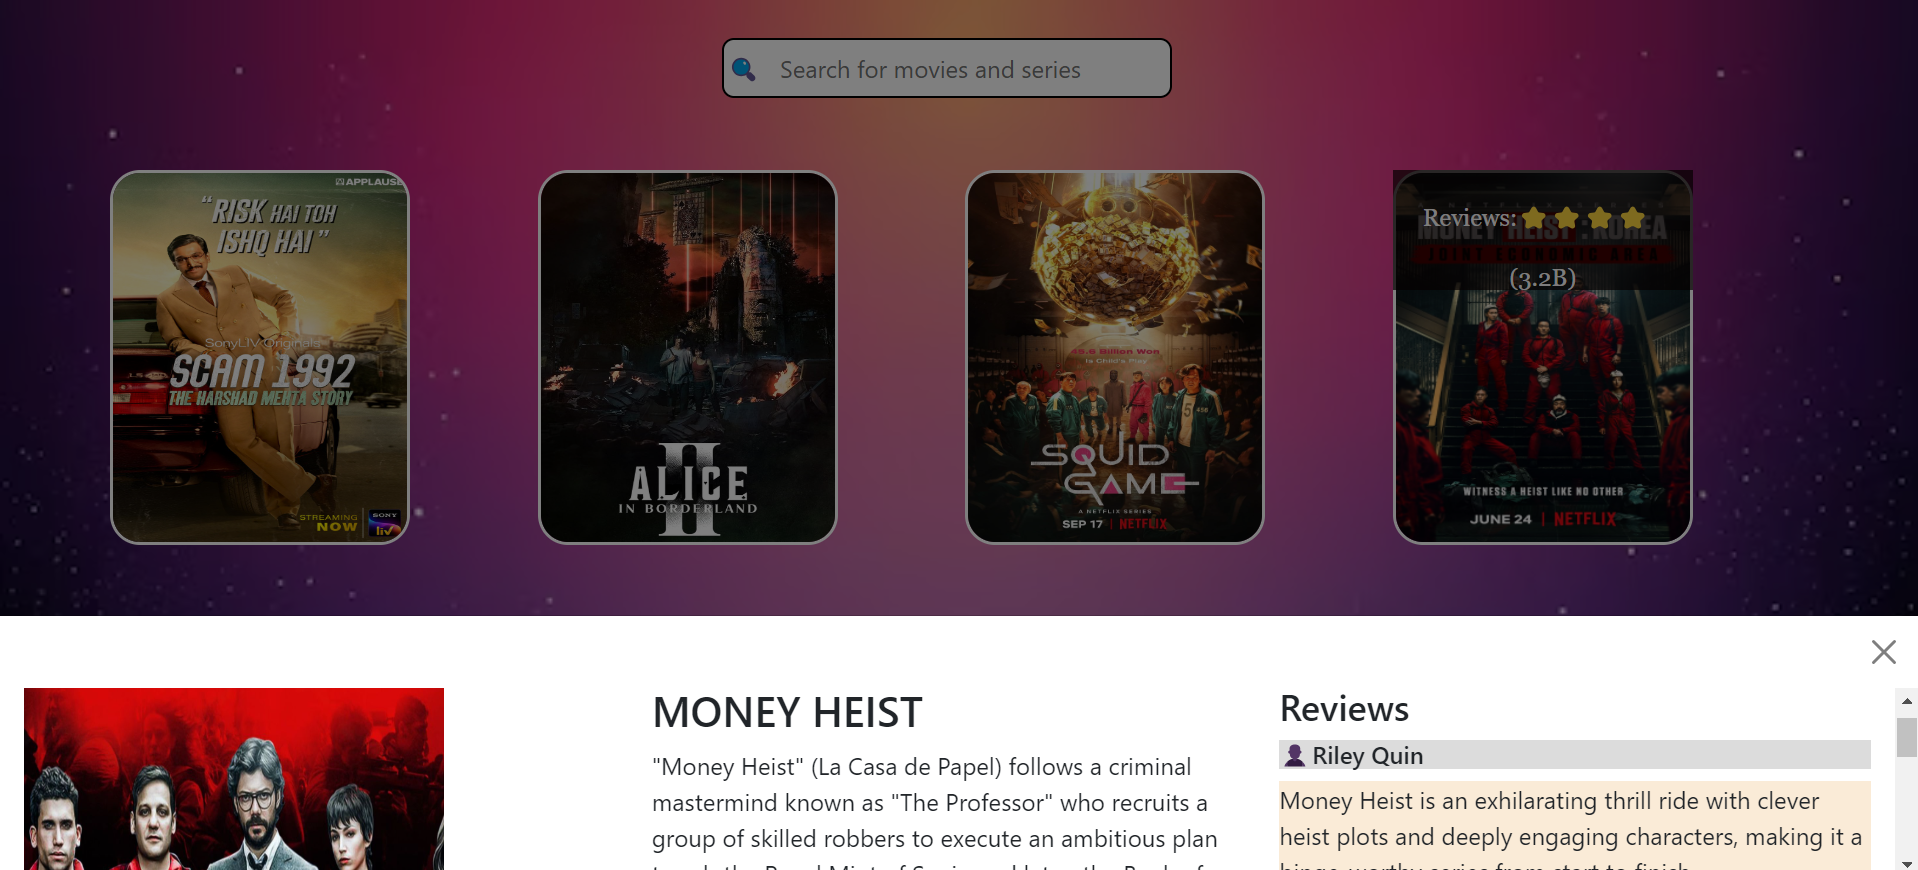 Search for movies and series
APPLAUSE
“RISK HAI TOH
ISHQ HAI”
SonyLIV Originals
SCAM 1992
THE HARSHAD MEHTA STORY
STREAMING
NOW
SONY
liv
II
ALICE
IN BORDERLAND
45.6 Billion Won
Is Child's Play
456
SQUID
GAME
A NETFLIX SERIES
SEP 17 | NETFLIX
Reviews:
MONEY HEIST: KOREA
JOINT ECONOMIC AREA
(3.2B)
WITNESS A HEIST LIKE NO OTHER
JUNE 24 | NETFLIX
MONEY HEIST
"Money Heist" (La Casa de Papel) follows a criminal
mastermind known as "The Professor" who recruits a
group of skilled robbers to execute an ambitious plan
Reviews
Riley Quin
Money Heist is an exhilarating thrill ride with clever
heist plots and deeply engaging characters, making it a